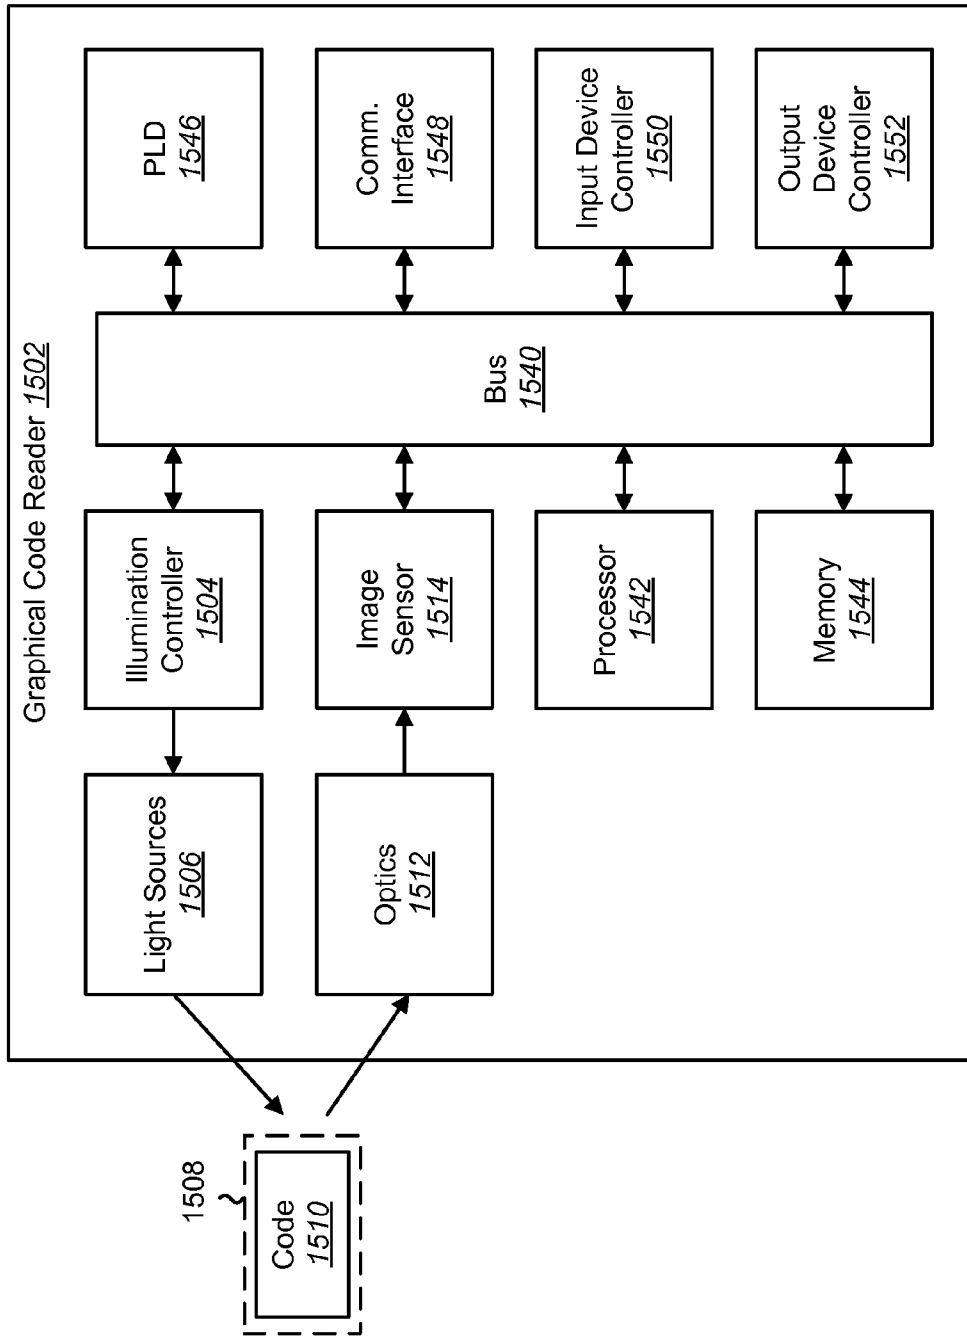 Graphical Code Reader 1502
1508
Code
1510
Light Sources
1506
Illumination
Controller
1504
PLD
1546
Optics
1512
Image
Sensor
1514
Bus
1540
Comm.
Interface
1548
Processor
1542
Input Device
Controller
1550
Memory
1544
Output
Device
Controller
1552